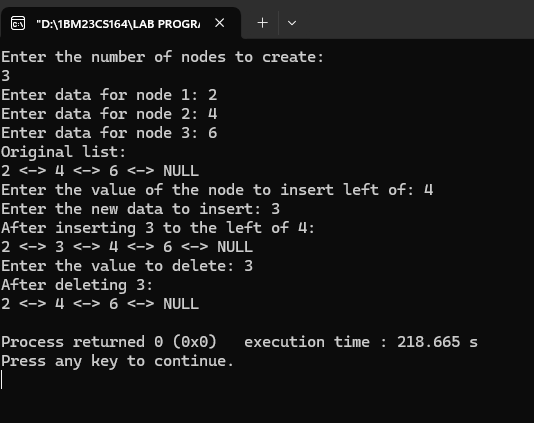 "D:\1BM23CS164\LAB PROGRA
Enter the number of nodes to create:
3
Enter data for node 1: 2
Enter data for node 2: 4
Enter data for node 3: 6
Original list:
2 <-> 4 <-> 6 <-> NULL
Enter the value of the node to insert left of: 4
Enter the new data to insert: 3
After inserting 3 to the left of 4:
2 <-> 3 <-> 4 <-> 6 <-> NULL
Enter the value to delete: 3
After deleting 3:
2 <-> 4 <-> 6 <-> NULL
Process returned 0 (0x0)   execution time : 218.665 s
Press any key to continue.